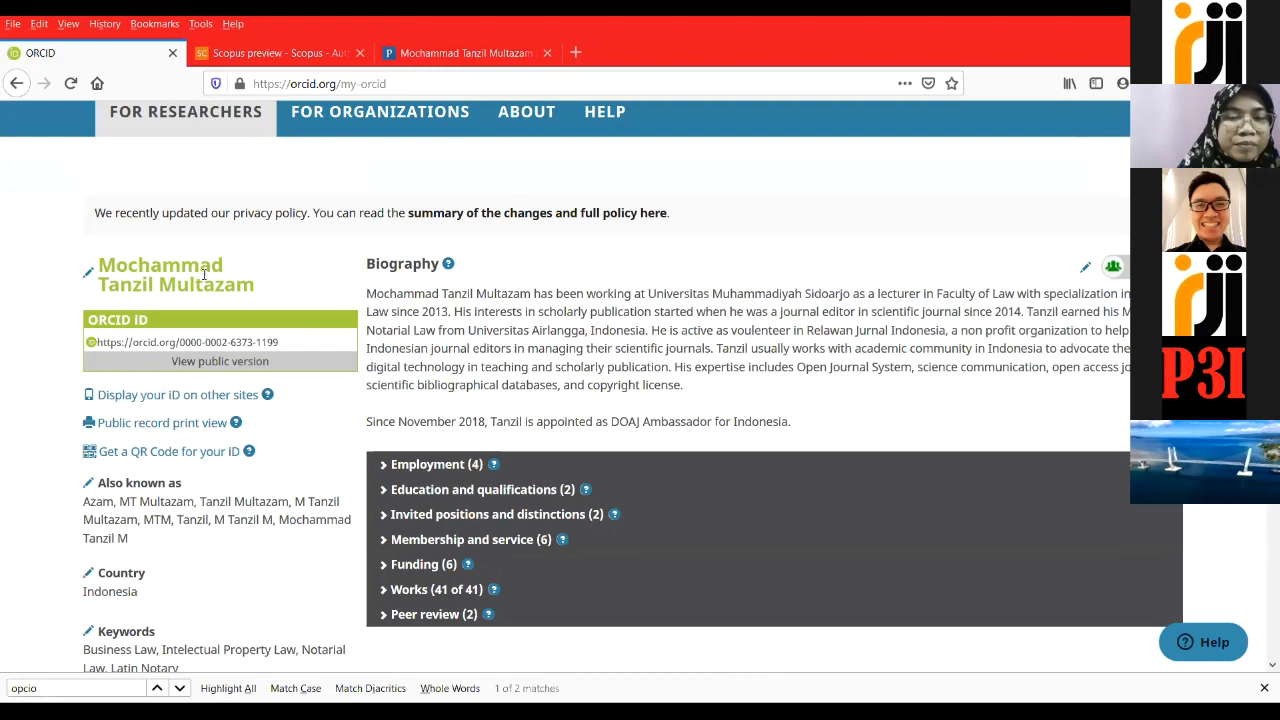 File Edit View History Bookmarks Tools Help
ORCID
Scopus preview - Scopus - Aut
Mochammad Tanzil Multazam
https://orcid.org/my-orcid
FOR RESEARCHERS FOR ORGANIZATIONS ABOUT HELP
We recently updated our privacy policy. You can read the summary of the changes and full policy here.
Mochammad
Tanzil Multazam
ORCID iD
https://orcid.org/0000-0002-6373-1199
View public version
Display your iD on other sites
Public record print view
Get a QR Code for your ID
Also known as
Azam, MT Multazam, Tanzil Multazam, M Tanzil
Multazam, MTM, Tanzil, M Tanzil M, Mochammad
Tanzil M
Country
Indonesia
Keywords
Business Law, Intelectual Property Law, Notarial
Law, Latin Notary
Biography
Mochammad Tanzil Multazam has been working at Universitas Muhammadiyah Sidoarjo as a lecturer in Faculty of Law with specialization in
Law since 2013. His interests in scholarly publication started when he was a journal editor in scientific journal since 2014. Tanzil earned his M
Notarial Law from Universitas Airlangga, Indonesia. He is active as voulenteer in Relawan Jurnal Indonesia, a non profit organization to help
Indonesian journal editors in managing their scientific journals. Tanzil usually works with academic community in Indonesia to advocate the
digital technology in teaching and scholarly publication. His expertise includes Open Journal System, science communication, open access jo
scientific bibliographical databases, and copyright license.
Since November 2018, Tanzil is appointed as DOAJ Ambassador for Indonesia.
Employment (4)
Education and qualifications (2)
Invited positions and distinctions (2)
Membership and service (6)
Funding (6)
Works (41 of 41)
Peer review (2)
Help
opcio Highlight All Match Case Match Diacritics Whole Words 1 of 2 matches
rji
rji
P3I